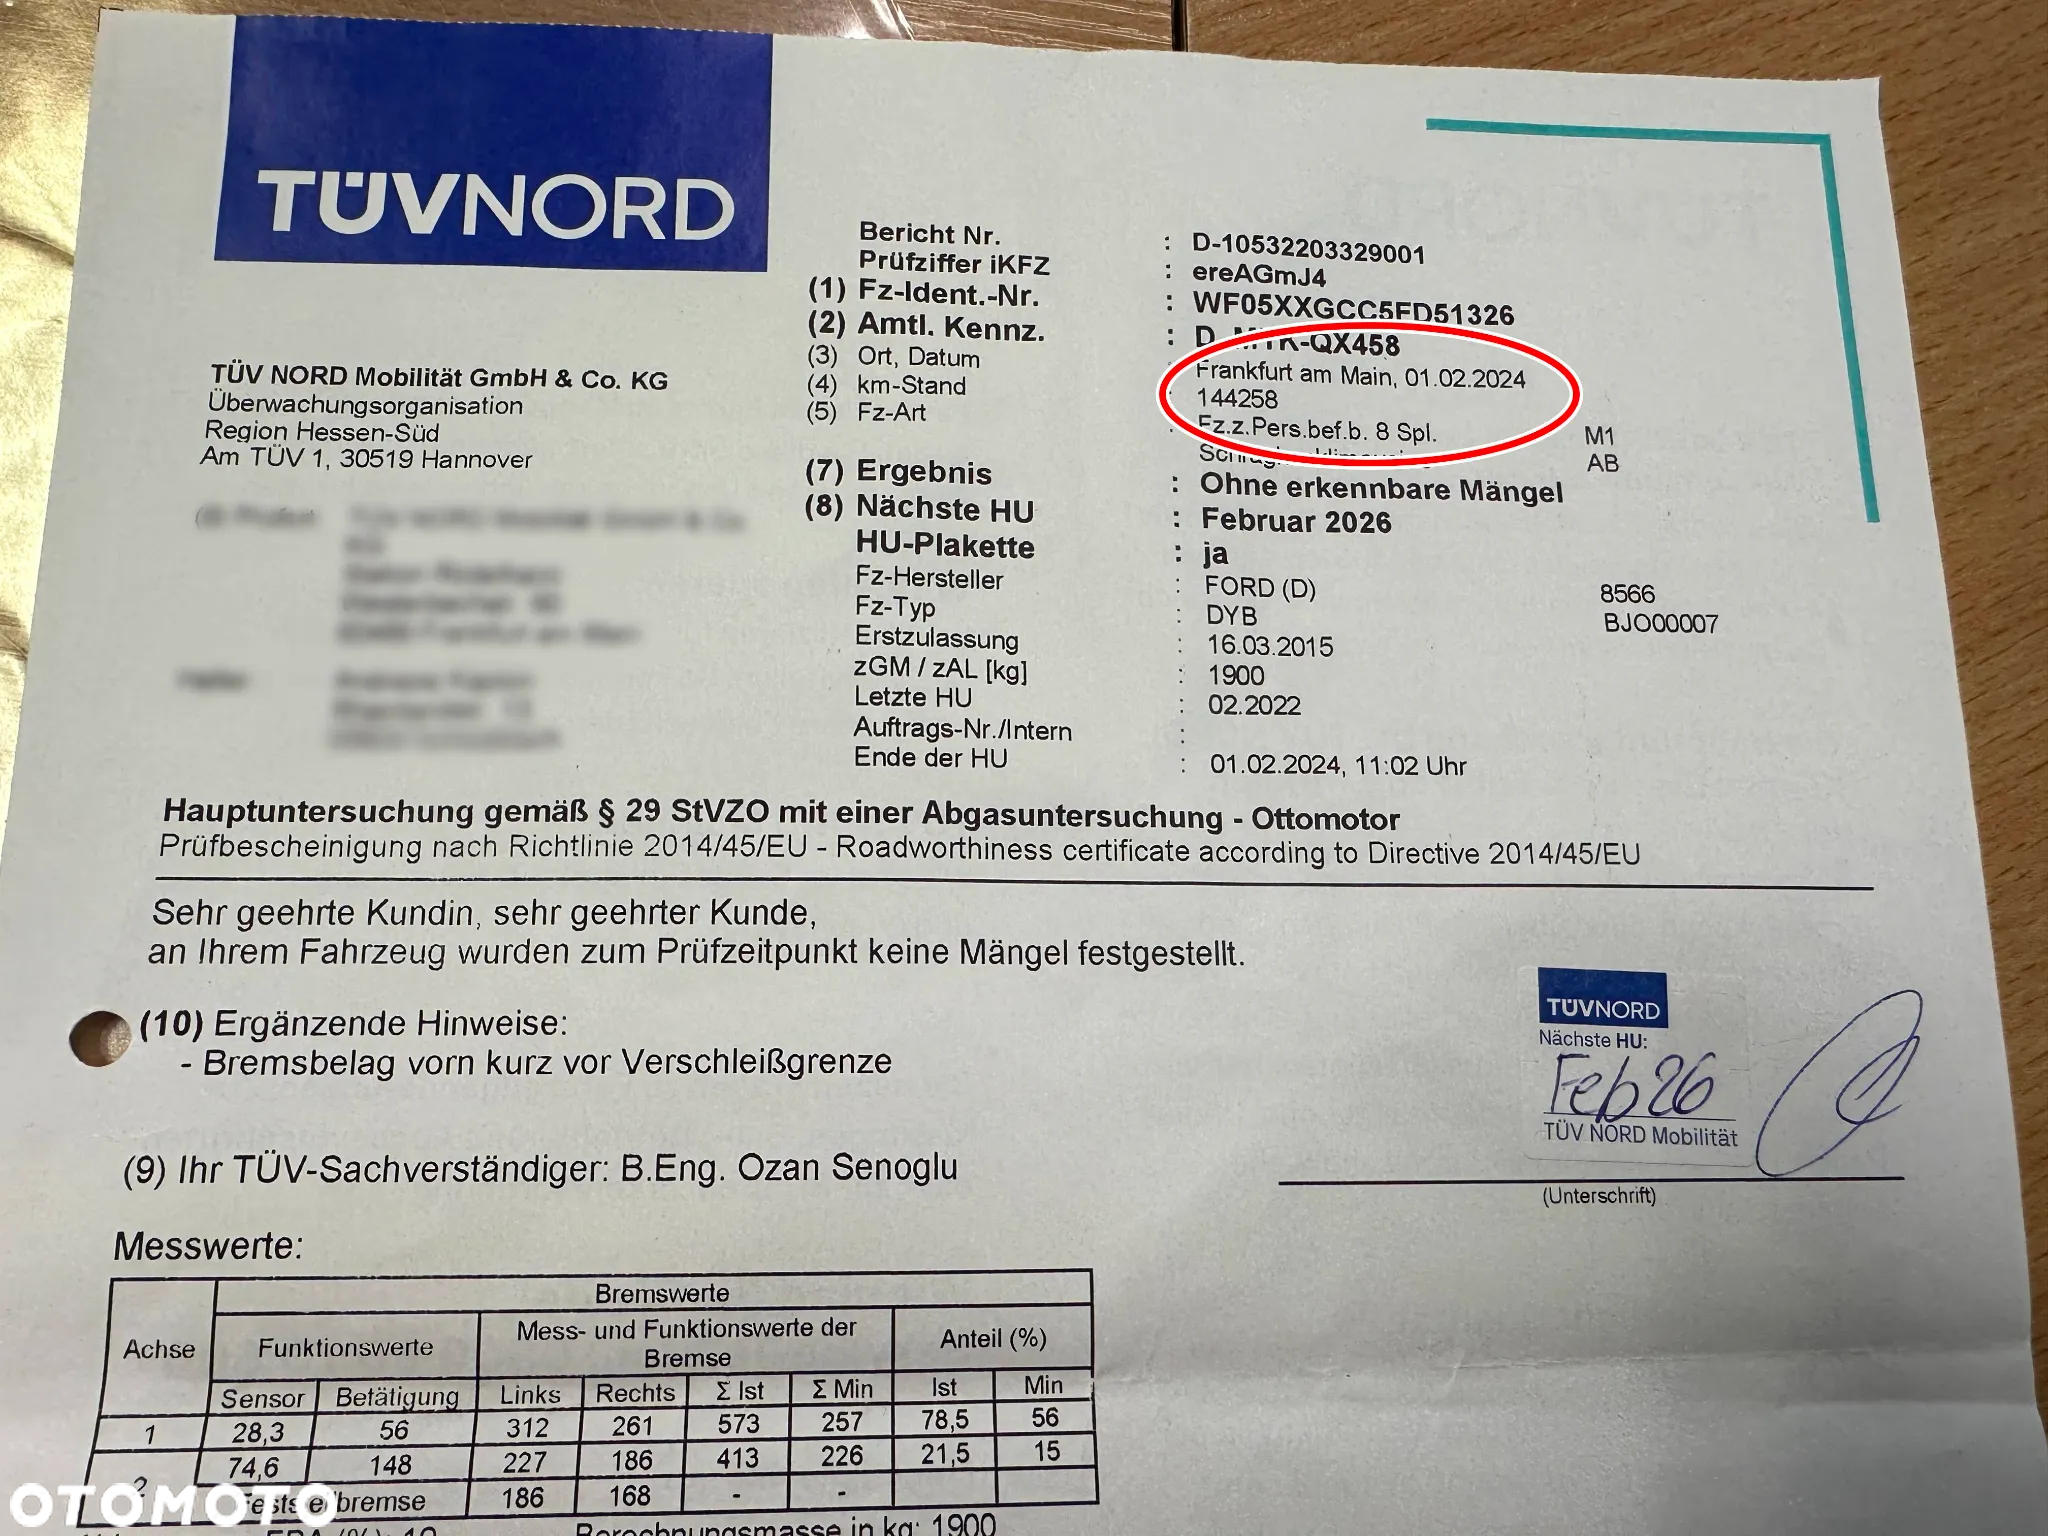 TÜVNORD
Bericht Nr. : D-10532203329001
Prüfziffer iKFZ : ereAGmJ4
(1) Fz-Ident.-Nr. : WF05XXGCC5FD51326
(2) Amtl. Kennz. : D MTK-QX458
(3) Ort, Datum : Frankfurt am Main, 01.02.2024
(4) km-Stand : 144258
(5) Fz-Art : Fz.z.Pers.bef.b. 8 Spl. M1
AB
(7) Ergebnis : Ohne erkennbare Mängel
(8) Nächste HU : Februar 2026
HU-Plakette : ja
Fz-Hersteller : FORD (D) 8566
Fz-Typ : DYB BJO00007
Erstzulassung : 16.03.2015
zGM / zAL [kg] : 1900
Letzte HU : 02.2022
Auftrags-Nr./Intern :
Ende der HU : 01.02.2024, 11:02 Uhr
TÜV NORD Mobilität GmbH & Co. KG
Überwachungsorganisation
Region Hessen-Süd
Am TÜV 1, 30519 Hannover
Hauptuntersuchung gemäß § 29 StVZO mit einer Abgasuntersuchung - Ottomotor
Prüfbescheinigung nach Richtlinie 2014/45/EU - Roadworthiness certificate according to Directive 2014/45/EU
Sehr geehrte Kundin, sehr geehrter Kunde,
an Ihrem Fahrzeug wurden zum Prüfzeitpunkt keine Mängel festgestellt.
(10) Ergänzende Hinweise:
- Bremsbelag vorn kurz vor Verschleißgrenze
TÜVNORD
Nächste HU:
Feb 26
TÜV NORD Mobilität
(9) Ihr TÜV-Sachverständiger: B.Eng. Ozan Senoglu
(Unterschrift)
Messwerte:
Bremswerte
Achse Funktionswerte Mess- und Funktionswerte der Bremse Anteil (%)
Sensor Betätigung Links Rechts Σ Ist Σ Min Ist Min
1 28,3 56 312 261 573 257 78,5 56
2 74,6 148 227 186 413 226 21,5 15
Feststellbremse 186 168 - -
Berechnungsmasse in kg: 1900
OTOMOTO